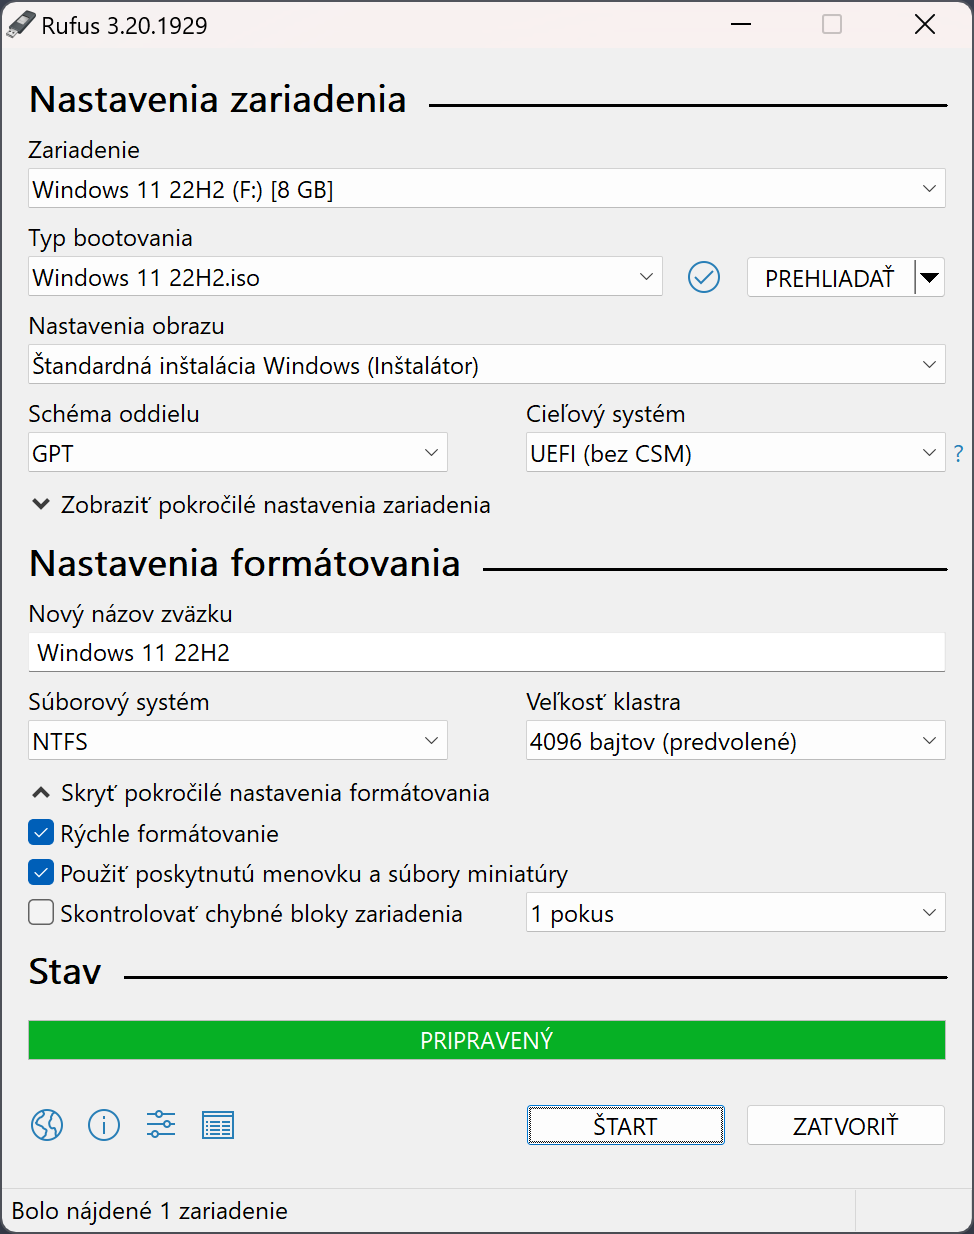 Rufus 3.20.1929
Nastavenia zariadenia
Zariadenie
Windows 11 22H2 (F:) [8 GB]
Typ bootovania
Windows 11 22H2.iso
PREHLIADAŤ
Nastavenia obrazu
Štandardná inštalácia Windows (Inštalátor)
Schéma oddielu
Cieľový systém
GPT
UEFI (bez CSM)
?
Zobraziť pokročilé nastavenia zariadenia
Nastavenia formátovania
Nový názov zväzku
Windows 11 22H2
Súborový systém
Veľkosť klastra
NTFS
4096 bajtov (predvolené)
Skryť pokročilé nastavenia formátovania
Rýchle formátovanie
Použiť poskytnutú menovku a súbory miniatúry
Skontrolovať chybné bloky zariadenia
1 pokus
Stav
PRIPRAVENÝ
ŠTART
ZATVORIŤ
Bolo nájdené 1 zariadenie